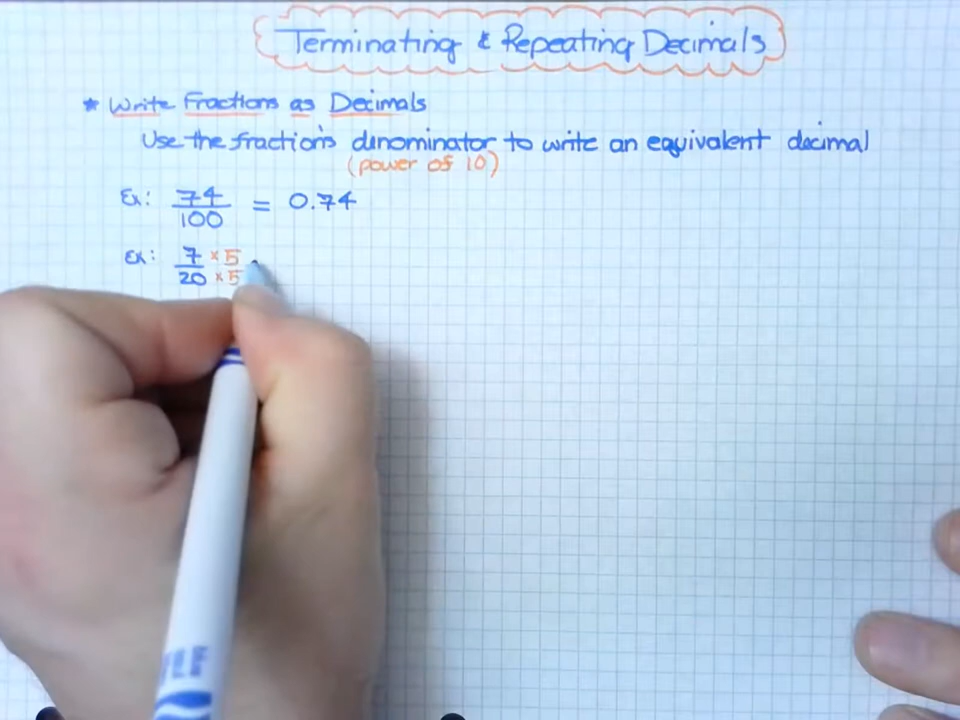 Terminating & Repeating Decimals
* Write Fractions as Decimals
Use the fraction's dinominator to write an equivalent decimal
(power of 10)
Ex: 74/100 = 0.74
Ex: 7 × 5
20 × 5